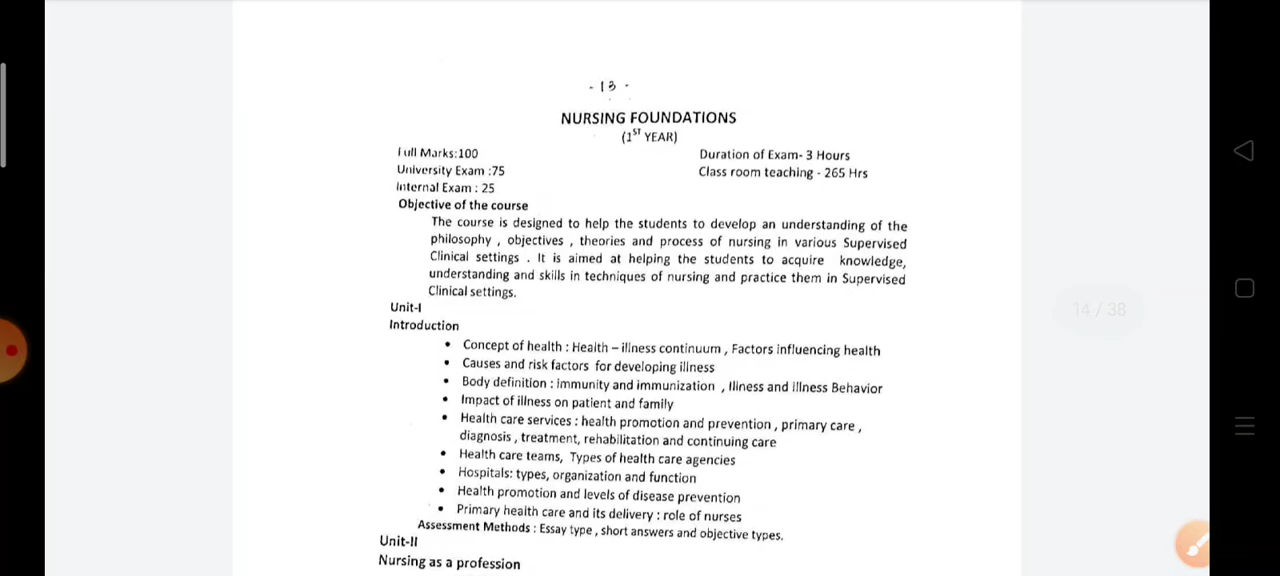 - 13 -
NURSING FOUNDATIONS
(1ST YEAR)
Full Marks:100
Duration of Exam- 3 Hours
University Exam :75
Class room teaching - 265 Hrs
Internal Exam : 25
Objective of the course
The course is designed to help the students to develop an understanding of the
philosophy , objectives , theories and process of nursing in various Supervised
Clinical settings . It is aimed at helping the students to acquire knowledge,
understanding and skills in techniques of nursing and practice them in Supervised
Clinical settings.
Unit-I
Introduction
• Concept of health : Health – illness continuum , Factors influencing health
• Causes and risk factors for developing illness
• Body definition : immunity and immunization , Illness and illness Behavior
• Impact of illness on patient and family
• Health care services : health promotion and prevention , primary care ,
diagnosis , treatment, rehabilitation and continuing care
• Health care teams, Types of health care agencies
• Hospitals: types, organization and function
• Health promotion and levels of disease prevention
• Primary health care and its delivery : role of nurses
Assessment Methods : Essay type , short answers and objective types.
Unit-II
Nursing as a profession
14 / 38